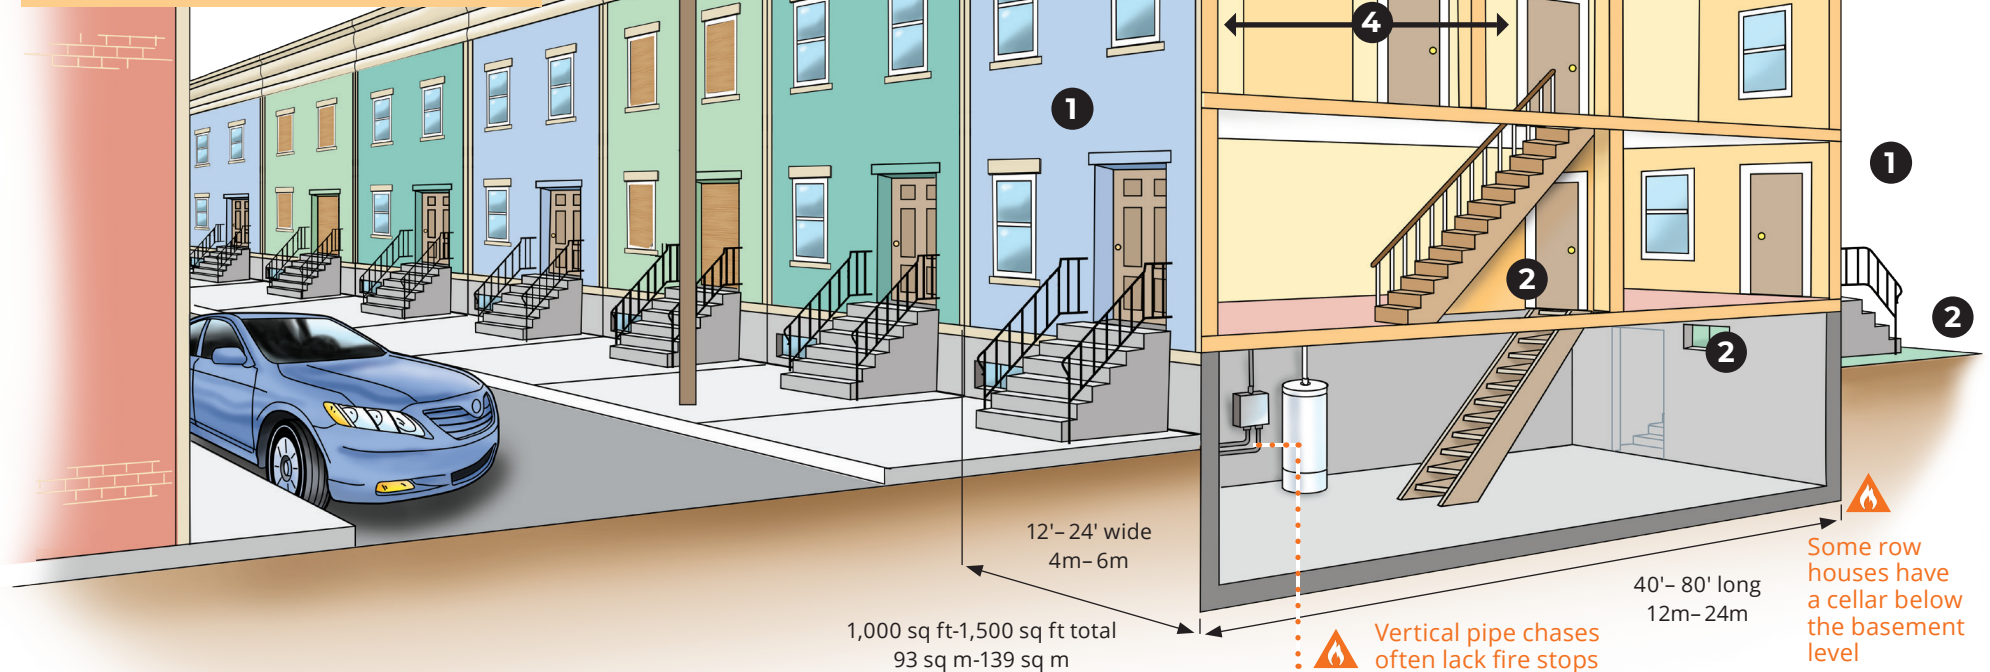 4
1
1
2
2
2
12'– 24' wide
4m– 6m
40'– 80' long
12m– 24m
1,000 sq ft-1,500 sq ft total
93 sq m-139 sq m
Vertical pipe chases
often lack fire stops
Some row
houses have
a cellar below
the basement
level